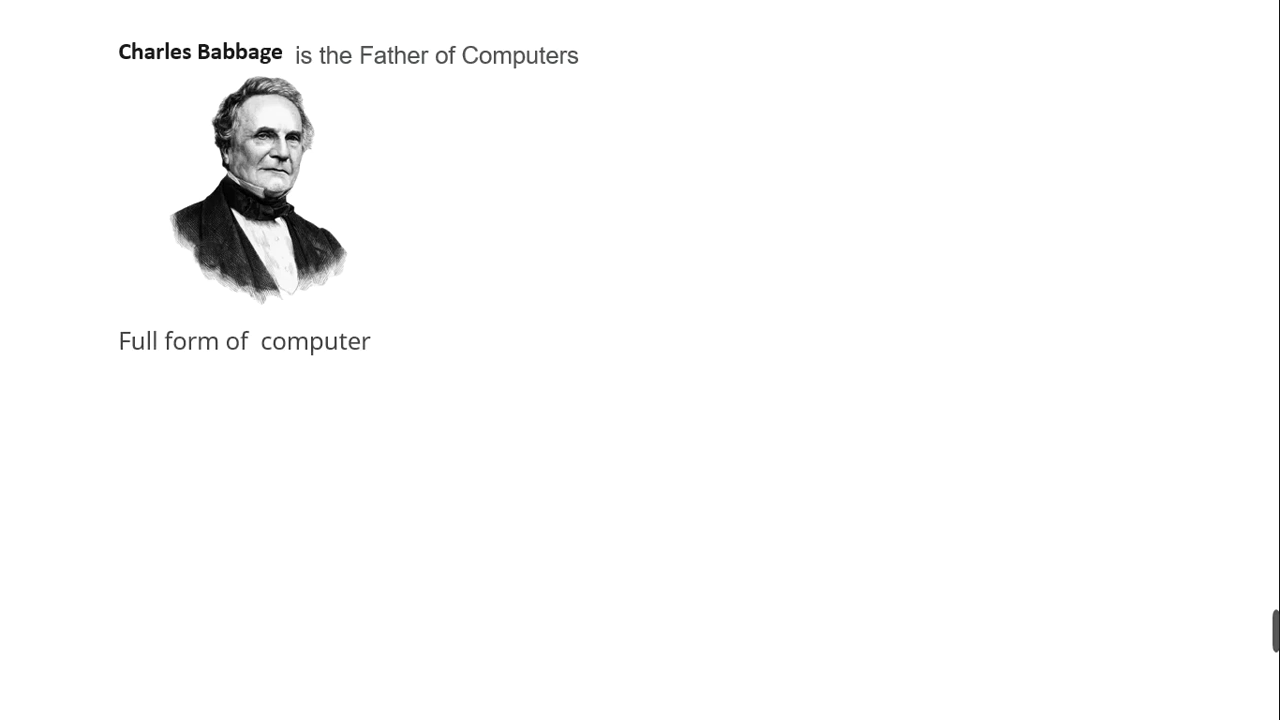 Charles Babbage is the Father of Computers
Full form of computer